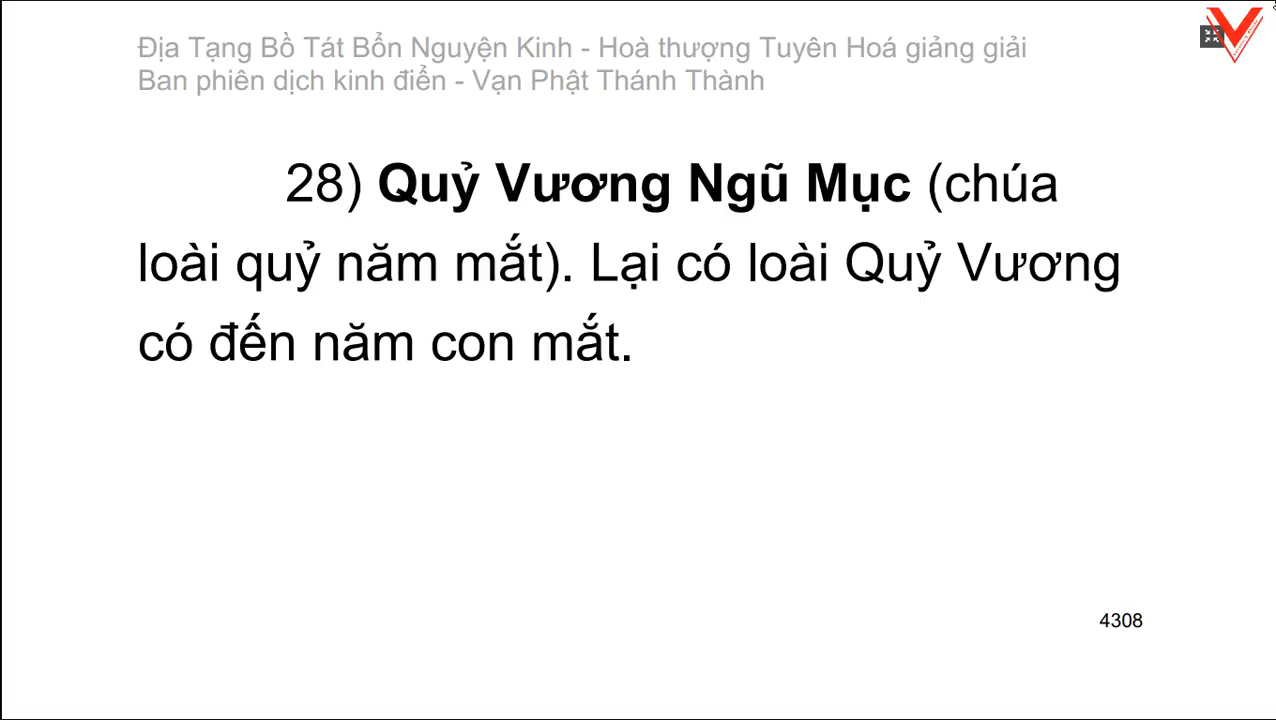 Địa Tạng Bồ Tát Bổn Nguyện Kinh - Hoà thượng Tuyên Hoá giảng giải
Ban phiên dịch kinh điển - Vạn Phật Thánh Thành
28) Quỷ Vương Ngũ Mục (chúa
loài quỷ năm mắt). Lại có loài Quỷ Vương
có đến năm con mắt.
4308